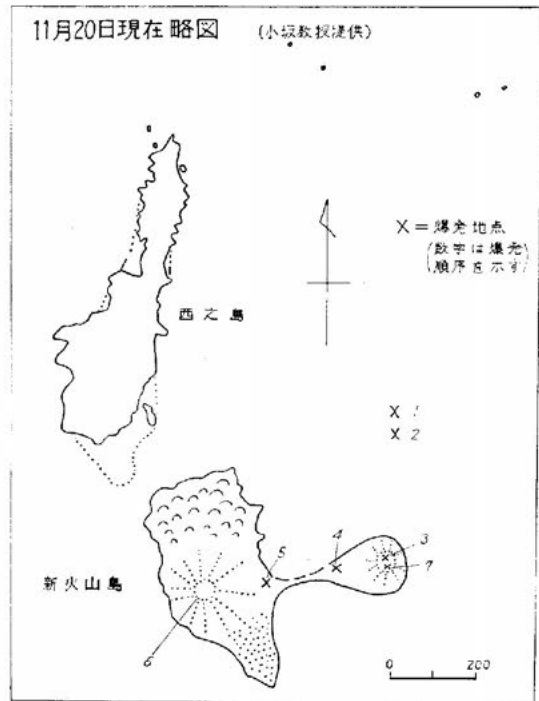 11月20日現在略図
(小坂教授提供)
X=爆発地点
(数字は爆発
順序を示す)
西之島
X 1
X 2
4
3
5
7
新火山島
6
0 200